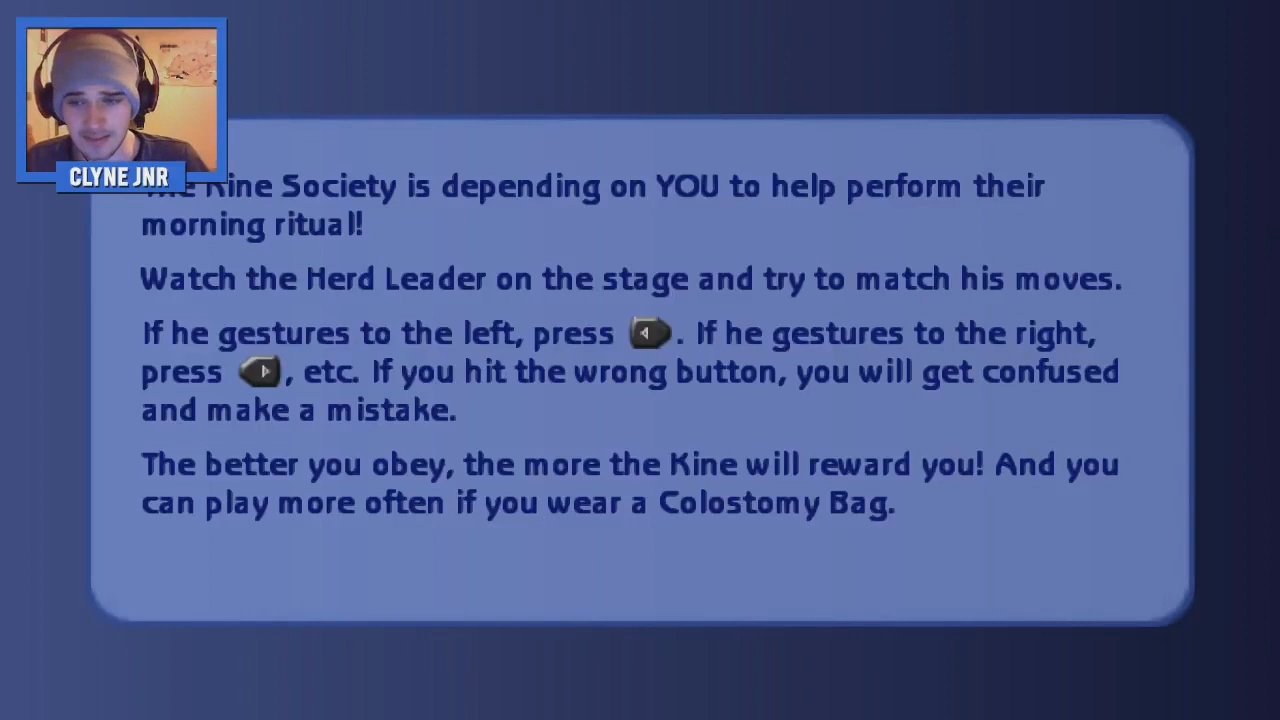 CLYNE JNR
Kine Society is depending on YOU to help perform their
morning ritual!
Watch the Herd Leader on the stage and try to match his moves.
If he gestures to the left, press . If he gestures to the right,
press , etc. If you hit the wrong button, you will get confused
and make a mistake.
The better you obey, the more the Kine will reward you! And you
can play more often if you wear a Colostomy Bag.